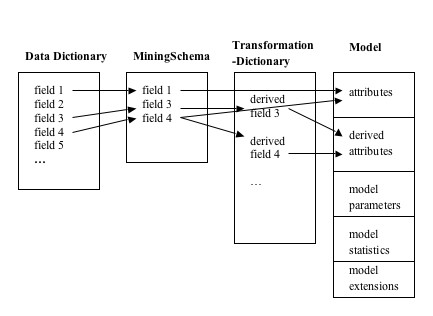 Data Dictionary
MiningSchema
Transformation
-Dictionary
Model
field 1
field 2
field 3
field 4
field 5
...
field 1
field 3
field 4
derived
field 3
derived
field 4
...
attributes
derived
attributes
model
parameters
model
statistics
model
extensions